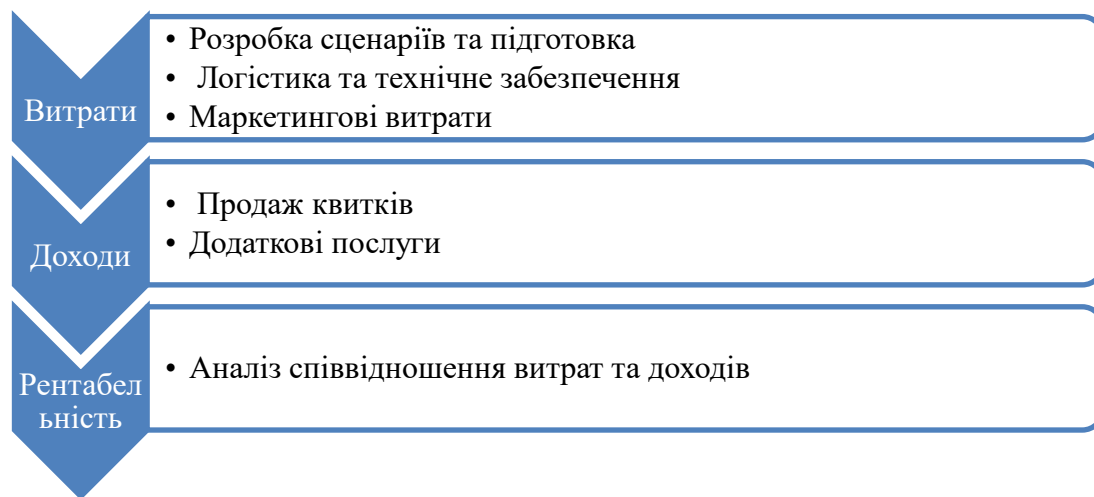 Витрати
• Розробка сценаріїв та підготовка
• Логістика та технічне забезпечення
• Маркетингові витрати
Доходи
• Продаж квитків
• Додаткові послуги
Рентабел
ьність
• Аналіз співвідношення витрат та доходів